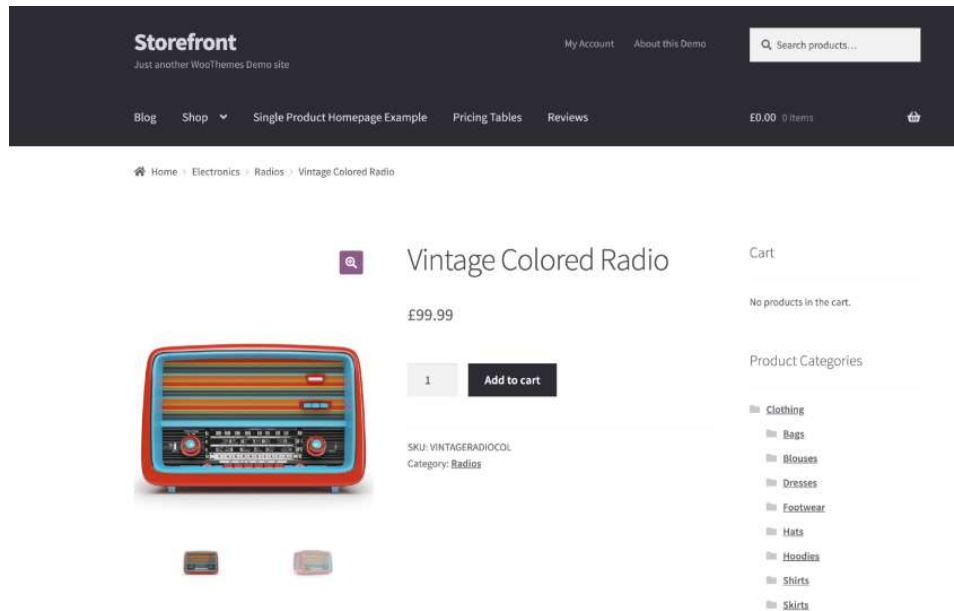 Storefront
Just another WooThemes Demo site
My Account About this Demo
Search products...
Blog Shop Single Product Homepage Example Pricing Tables Reviews
£0.00 0 items
Home Electronics Radios Vintage Colored Radio
Vintage Colored Radio
£99.99
1 Add to cart
SKU: VINTAGERADIOCOL
Category: Radios
Cart
No products in the cart.
Product Categories
Clothing
Bags
Blouses
Dresses
Footwear
Hats
Hoodies
Shirts
Skirts